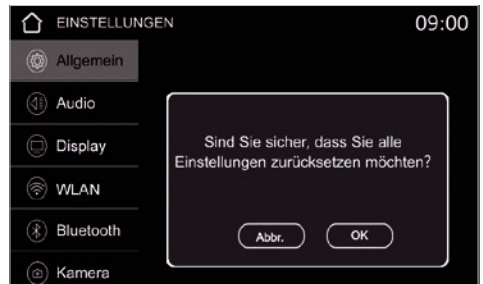 EINSTELLUNGEN 09:00
Allgemein
Audio
Display
WLAN
Bluetooth
Kamera
Sind Sie sicher, dass Sie alle
Einstellungen zurücksetzen möchten?
Abbr. OK